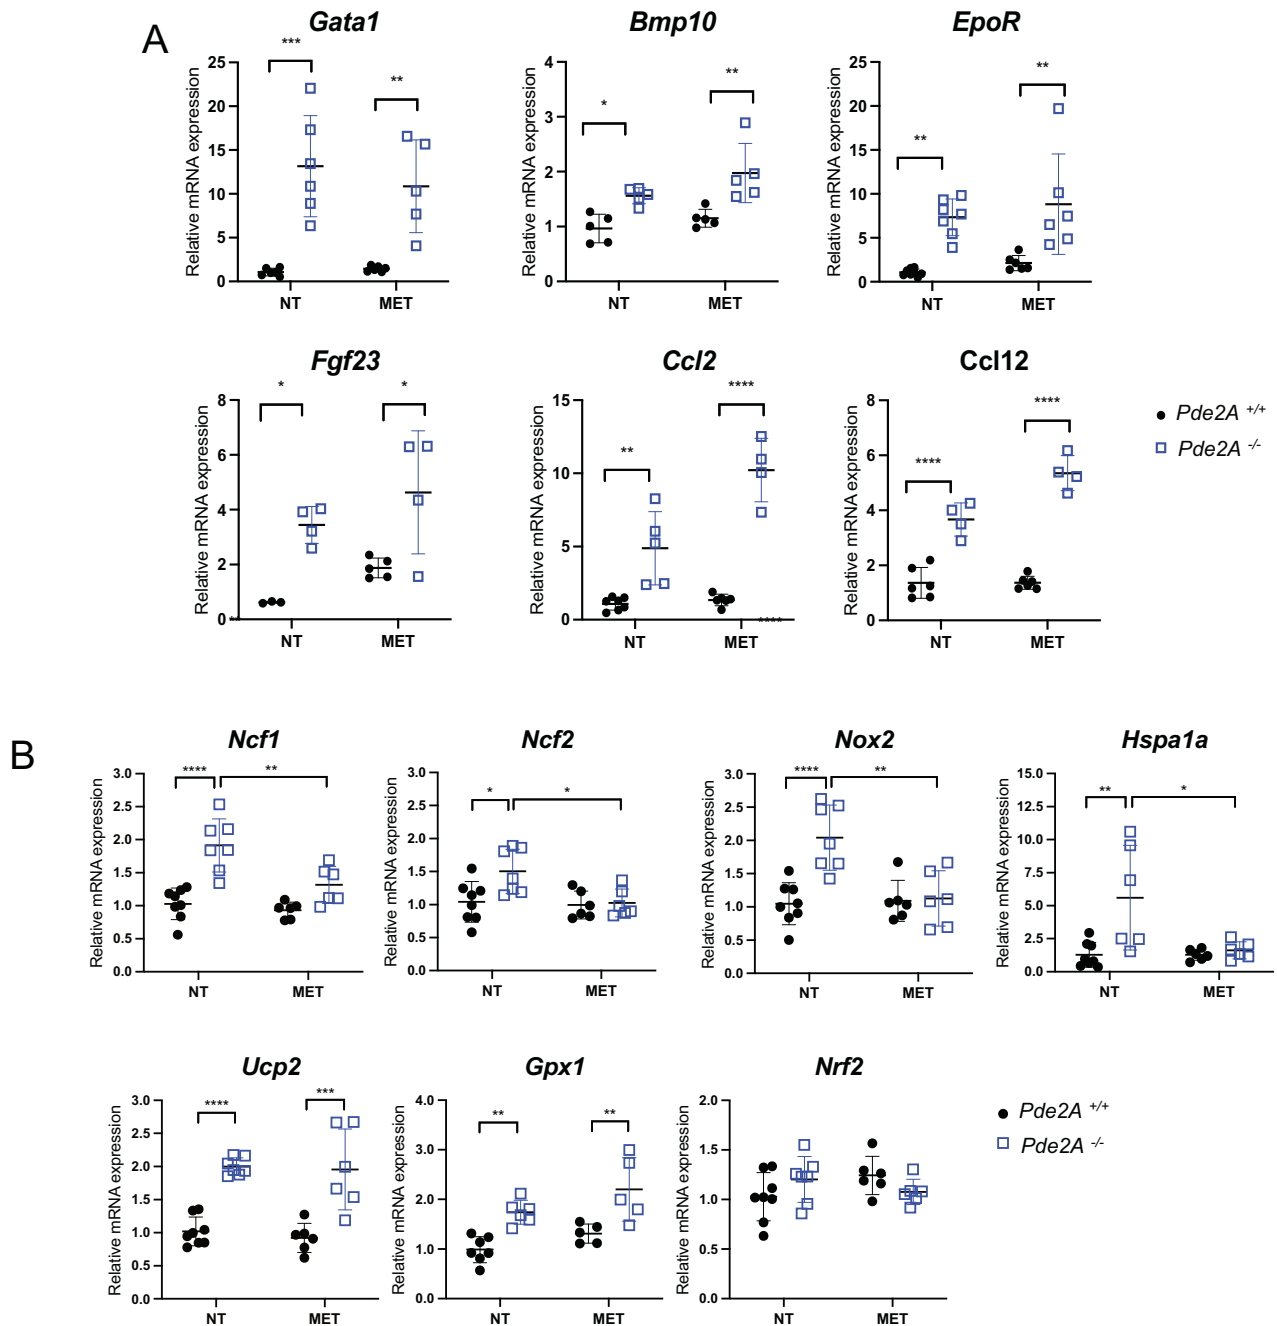 A
Gata1
Bmp10
EpoR
Relative mRNA expression
25
20
15
10
5
0
***
**
NT
MET
Relative mRNA expression
4
3
2
1
0
*
**
NT
MET
Relative mRNA expression
25
20
15
10
5
0
**
**
NT
MET
Fgf23
Ccl2
Ccl12
Relative mRNA expression
8
6
4
2
0
*
*
**
NT
MET
Relative mRNA expression
15
10
5
0
**
****
****
NT
MET
Relative mRNA expression
8
6
4
2
0
****
****
NT
MET
Pde2A +/+
Pde2A -/-
B
Ncf1
Ncf2
Nox2
Hspa1a
Relative mRNA expression
3.0
2.5
2.0
1.5
1.0
0.5
0.0
****
**
NT
MET
Relative mRNA expression
3.0
2.5
2.0
1.5
1.0
0.5
0.0
*
*
NT
MET
Relative mRNA expression
3.0
2.5
2.0
1.5
1.0
0.5
0.0
****
**
NT
MET
Relative mRNA expression
15.0
12.5
10.0
7.5
5.0
2.5
0.0
**
*
NT
MET
Ucp2
Gpx1
Nrf2
Relative mRNA expression
3.0
2.5
2.0
1.5
1.0
0.5
0.0
****
***
NT
MET
Relative mRNA expression
4.0
3.0
2.0
1.0
0.0
**
**
NT
MET
Relative mRNA expression
2.0
1.5
1.0
0.5
0.0
NT
MET
Pde2A +/+
Pde2A -/-